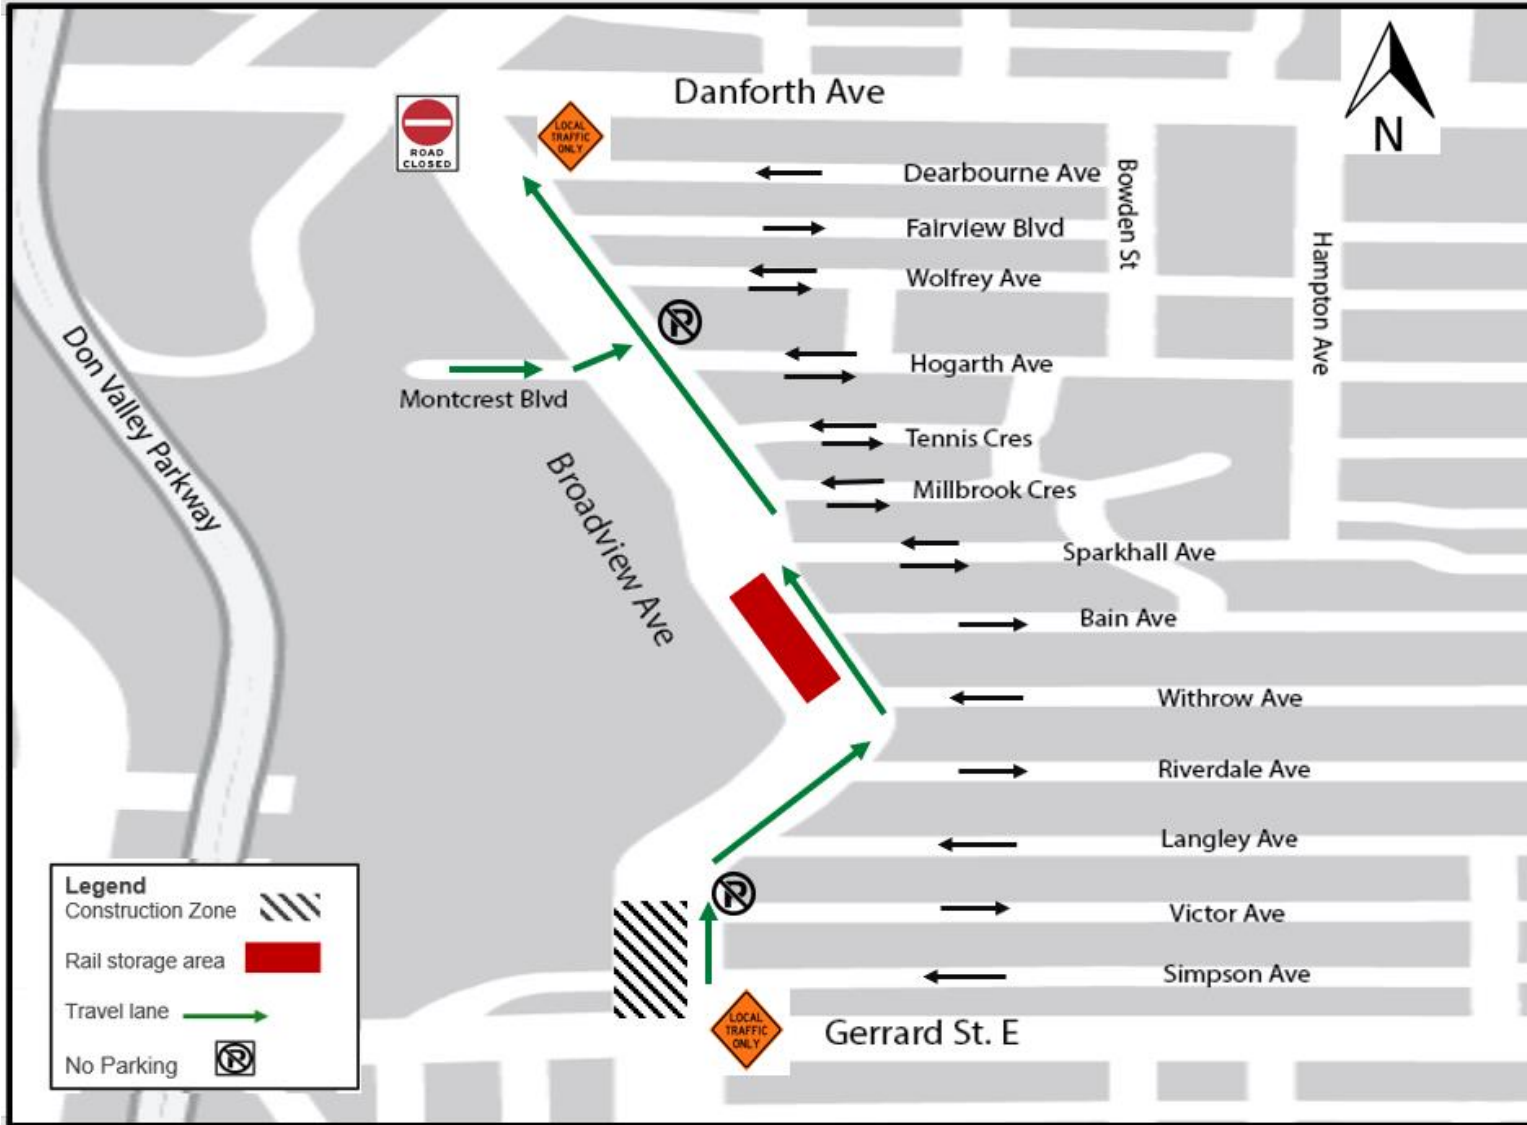 Danforth Ave
ROAD
CLOSED
LOCAL
TRAFFIC
ONLY
N
Dearbourne Ave
Bowden St
Fairview Blvd
Hampton Ave
Wolfrey Ave
Don Valley Parkway
Hogarth Ave
Montcrest Blvd
Tennis Cres
Broadview Ave
Millbrook Cres
Sparkhall Ave
Bain Ave
Withrow Ave
Riverdale Ave
Langley Ave
Victor Ave
Simpson Ave
LOCAL
TRAFFIC
ONLY
Gerrard St. E
Legend
Construction Zone
Rail storage area
Travel lane
No Parking